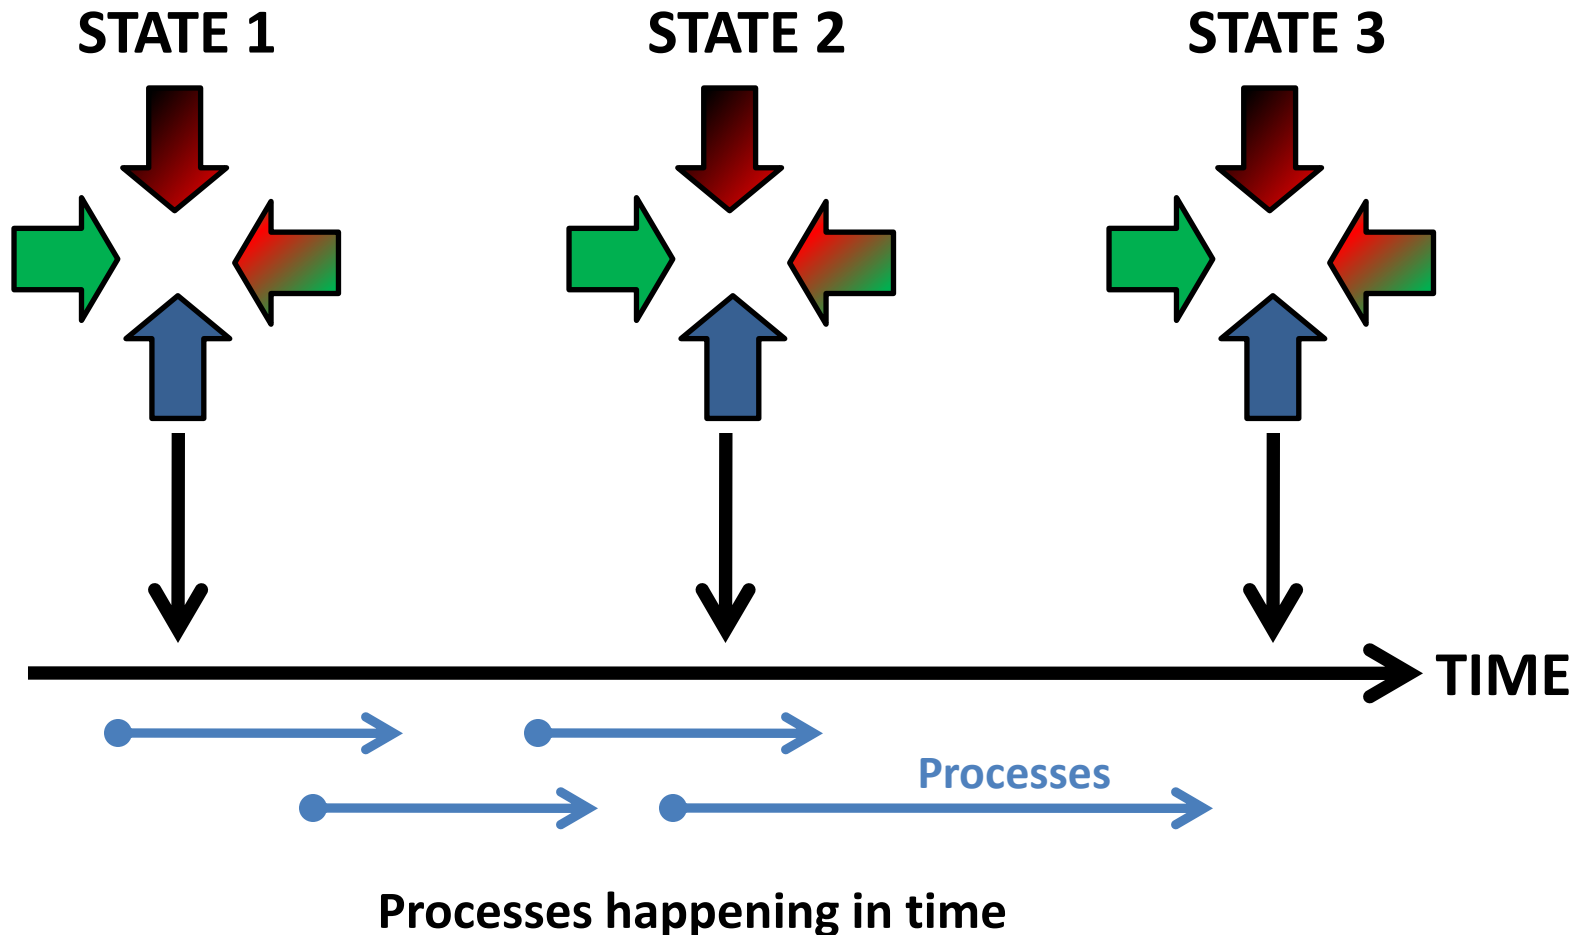 STATE 1
STATE 2
STATE 3
TIME
Processes
Processes happening in time